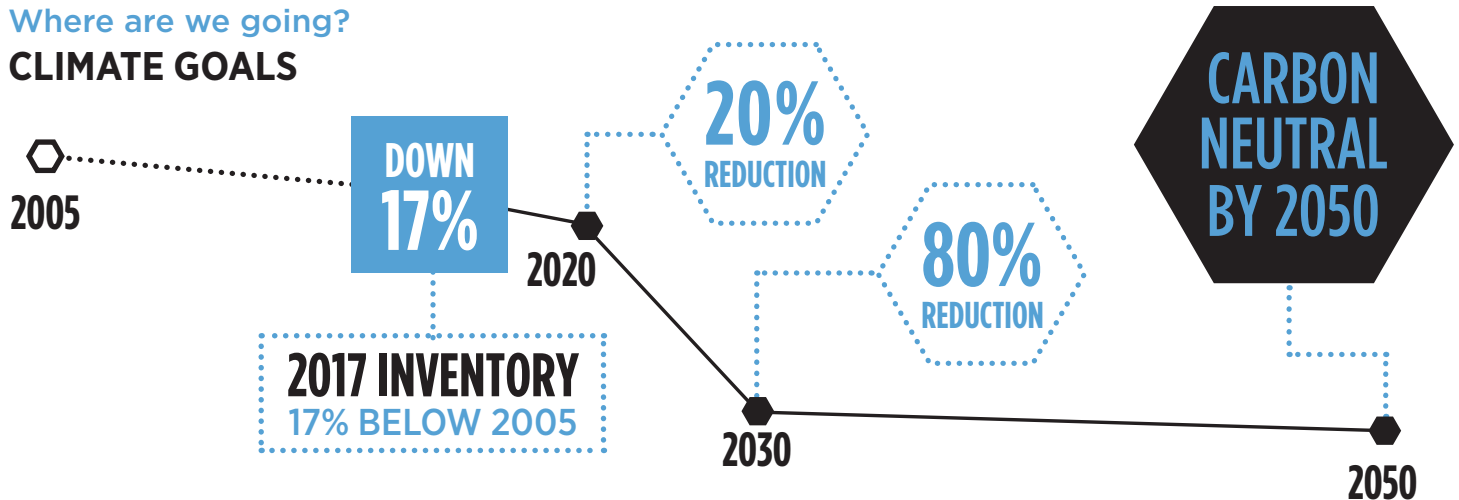 Where are we going?
CLIMATE GOALS
2005
DOWN
17%
2017 INVENTORY
17% BELOW 2005
2020
20%
REDUCTION
2030
80%
REDUCTION
CARBON
NEUTRAL
BY 2050
2050